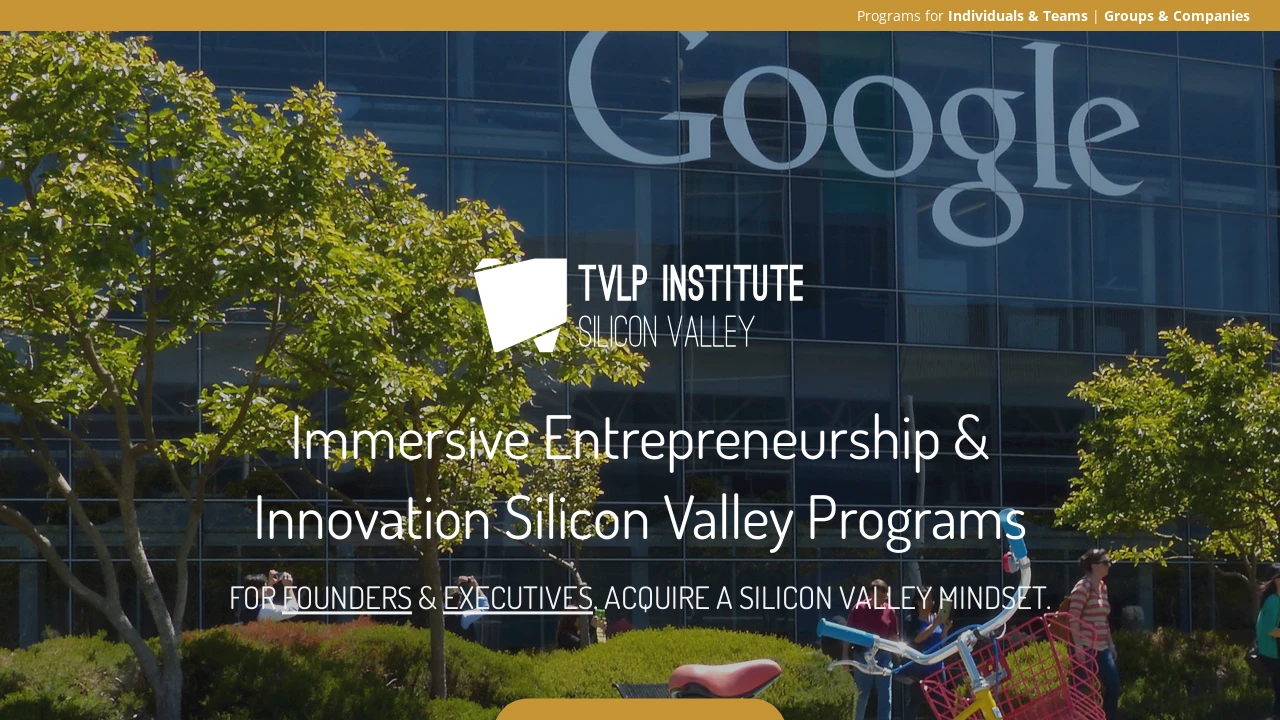 Programs for Individuals & Teams | Groups & Companies
Google
TVLP INSTITUTE
SILICON VALLEY
Immersive Entrepreneurship &
Innovation Silicon Valley Programs
FOR FOUNDERS & EXECUTIVES. ACQUIRE A SILICON VALLEY MINDSET.